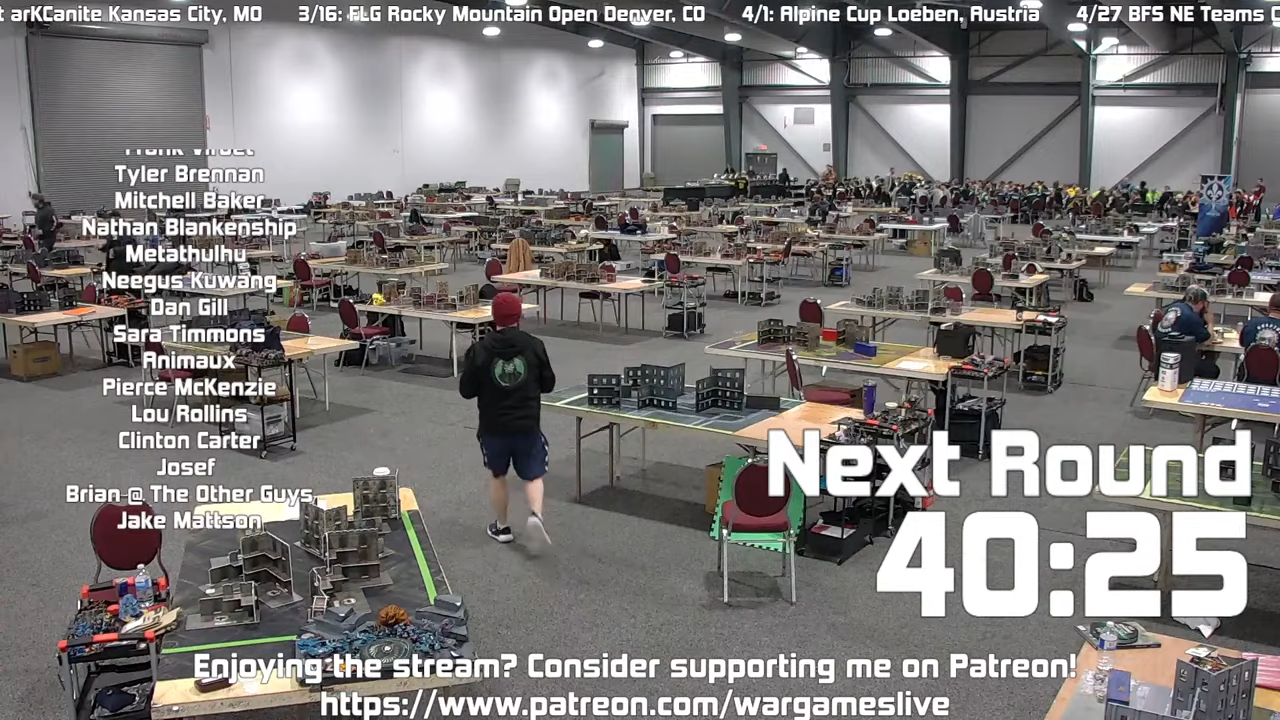 arKCanite Kansas City, MO 3/16: FLG Rocky Mountain Open Denver, CO 4/1: Alpine Cup Loeben, Austria 4/27 BFS NE Teams
Tyler Brennan
Mitchell Baker
Nathan Blankenship
Metathulhu
Neegus Kuwang
Dan Gill
Sara Timmons
Animaux
Pierce McKenzie
Lou Rollins
Clinton Carter
Josef
Brian @ The Other Guys
Jake Mattson
Next Round
40:25
Enjoying the stream? Consider supporting me on Patreon!
https://www.patreon.com/wargameslive